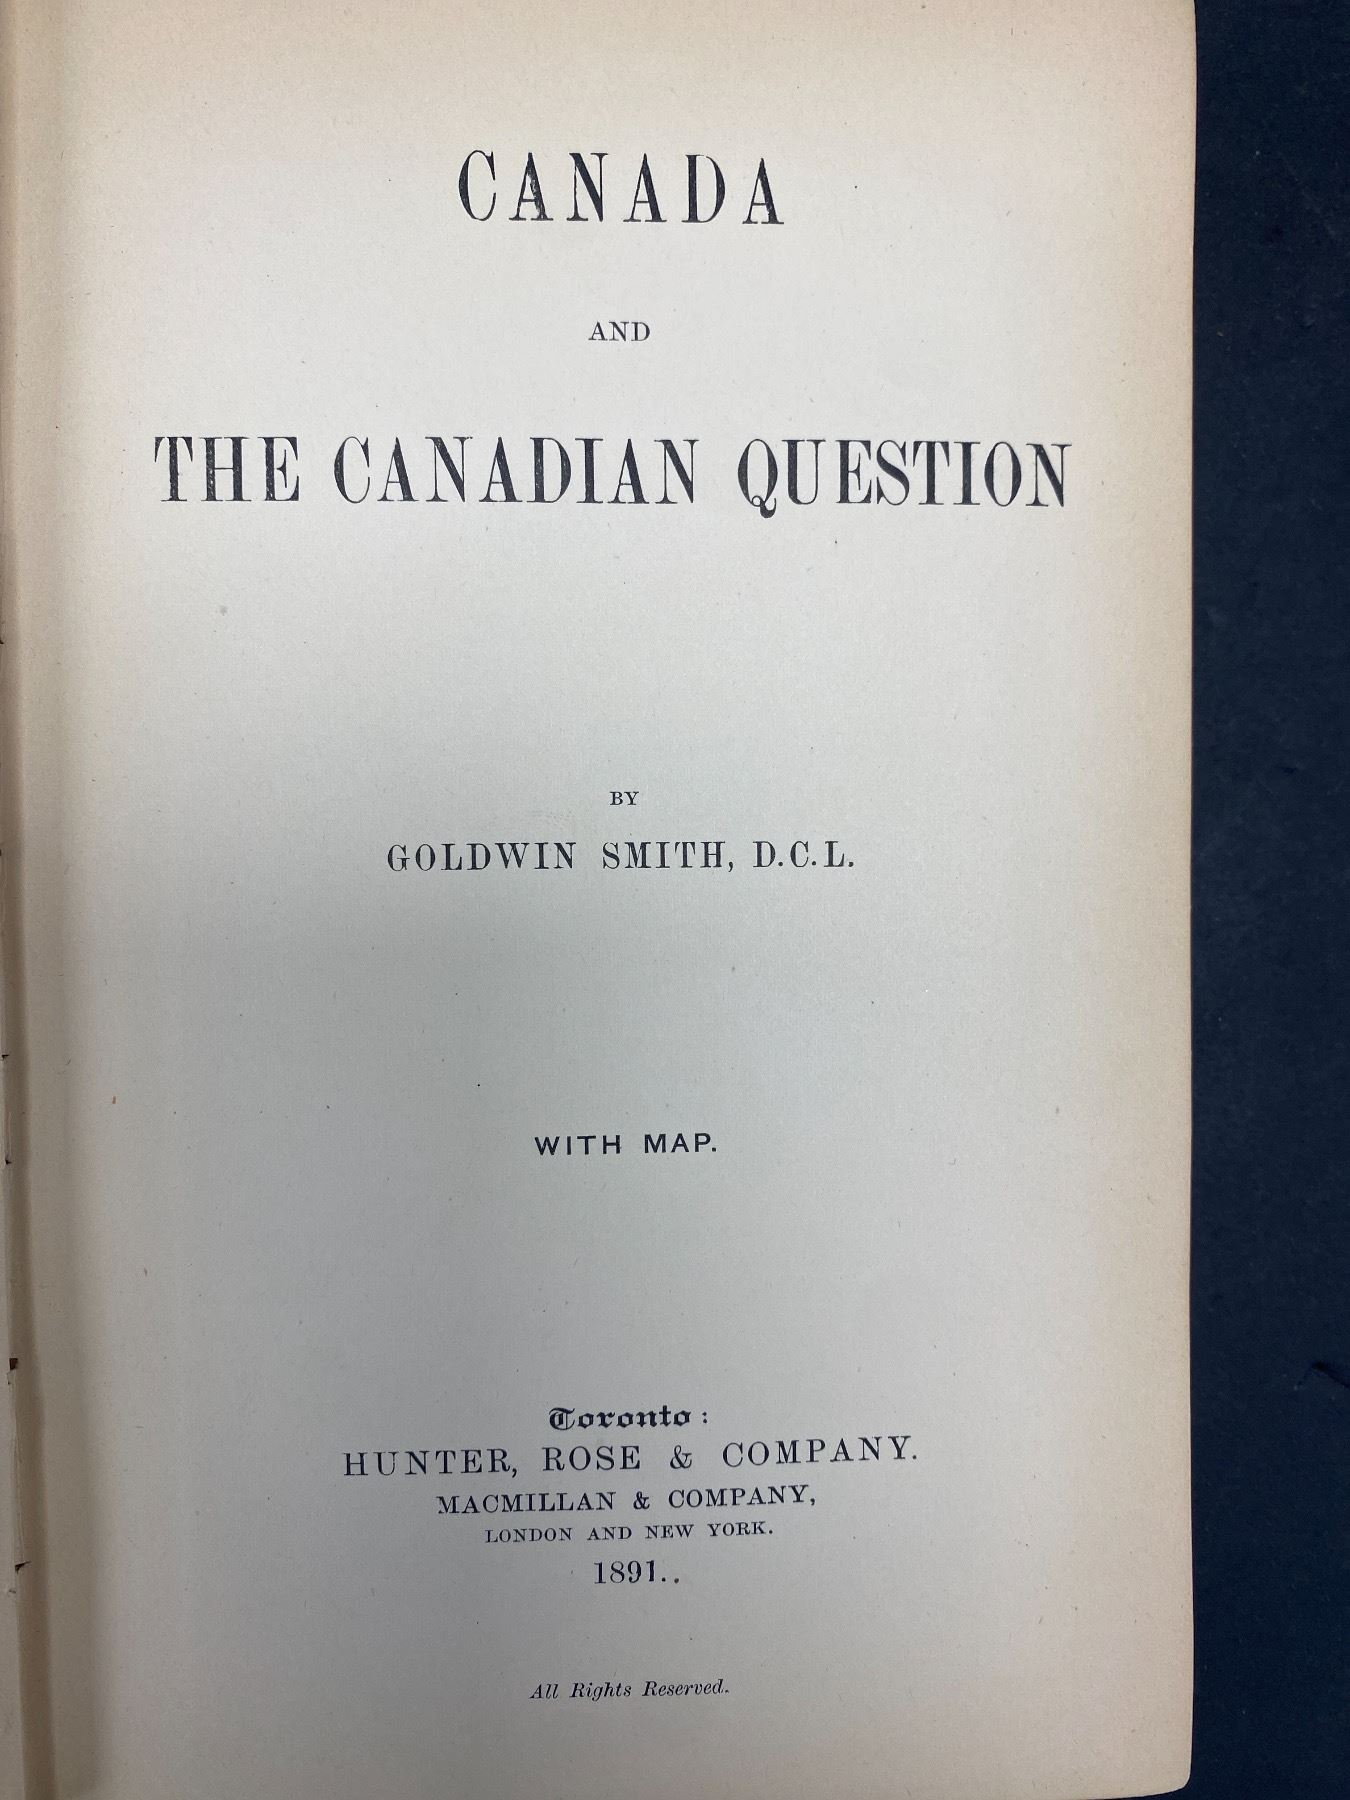 CANADA
AND
THE CANADIAN QUESTION
BY
GOLDWIN SMITH, D.C.L.
WITH MAP.
Toronto:
HUNTER, ROSE & COMPANY.
MACMILLAN & COMPANY,
LONDON AND NEW YORK.
1891..
All Rights Reserved.